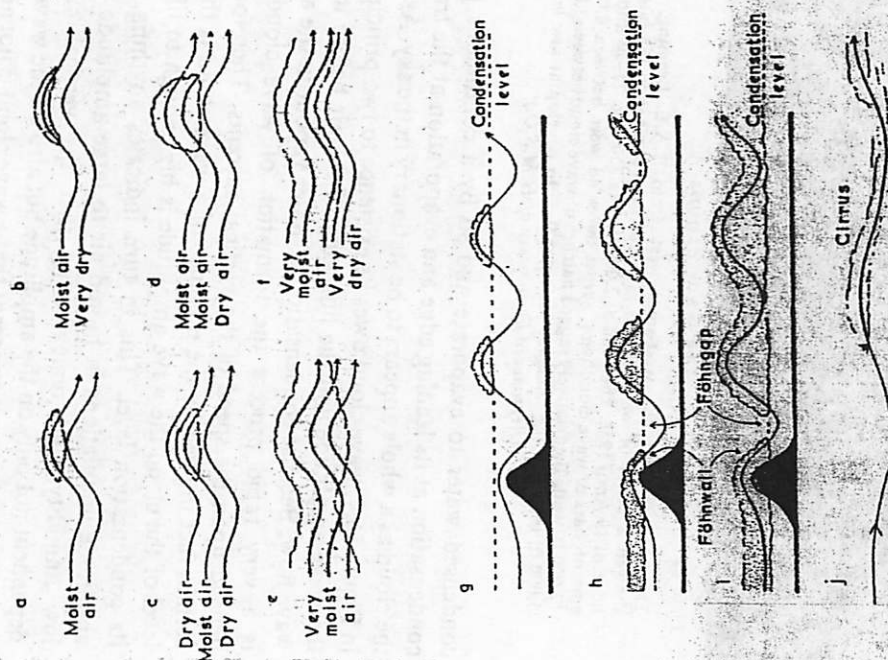 a
Moist
air
b
Moist air
Very dry
c
Dry air
Moist air
Dry air
d
Moist air
Moist air
Dry air
e
Very
moist
air
f
Very
moist
air
Very
dry air
g
Condensation
level
h
Condensation
level
Föhnwall
Föhngap
i
Condensation
level
j
Cirrus